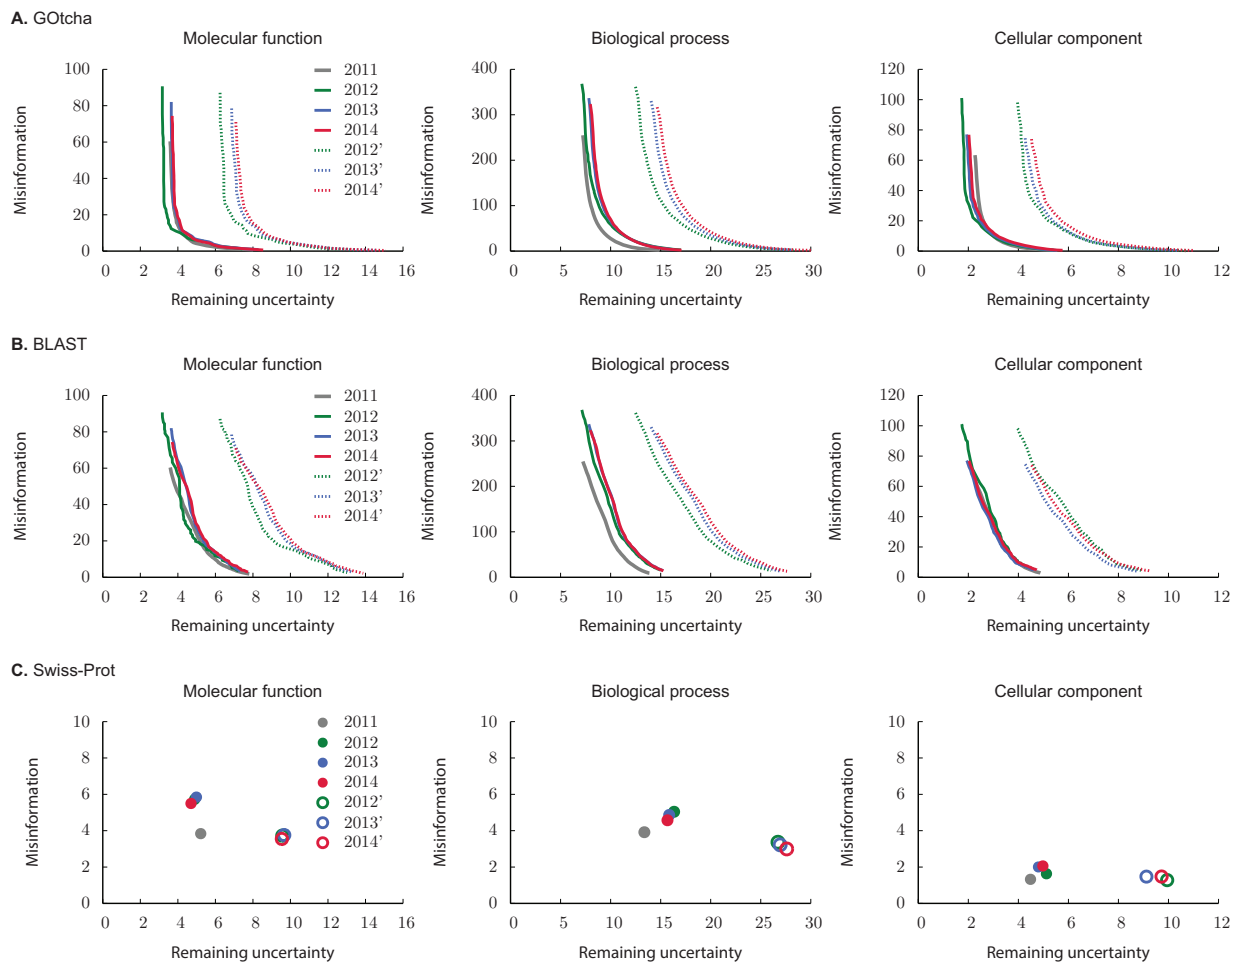 A. GOtcha
Molecular function
Biological process
Cellular component
Misinformation
100
80
60
40
20
0
2011
2012
2013
2014
2012'
2013'
2014'
0 2 4 6 8 10 12 14 16
Remaining uncertainty
Misinformation
400
300
200
100
0
0 5 10 15 20 25 30
Remaining uncertainty
Misinformation
120
100
80
60
40
20
0
0 2 4 6 8 10 12
Remaining uncertainty
B. BLAST
Molecular function
Biological process
Cellular component
Misinformation
100
80
60
40
20
0
2011
2012
2013
2014
2012'
2013'
2014'
0 2 4 6 8 10 12 14 16
Remaining uncertainty
Misinformation
400
300
200
100
0
0 5 10 15 20 25 30
Remaining uncertainty
Misinformation
120
100
80
60
40
20
0
0 2 4 6 8 10 12
Remaining uncertainty
C. Swiss-Prot
Molecular function
Biological process
Cellular component
Misinformation
10
8
6
4
2
0
2011
2012
2013
2014
2012'
2013'
2014'
0 2 4 6 8 10 12 14 16
Remaining uncertainty
Misinformation
10
8
6
4
2
0
0 5 10 15 20 25 30
Remaining uncertainty
Misinformation
10
8
6
4
2
0
0 2 4 6 8 10 12
Remaining uncertainty